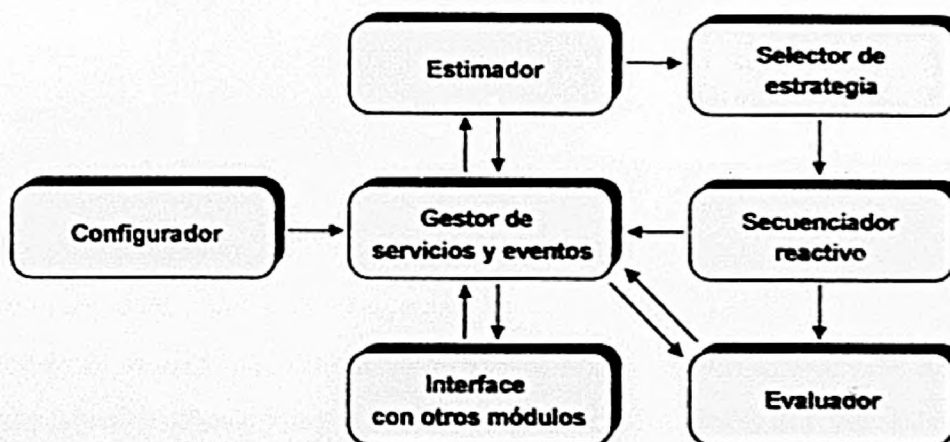 Estimador
Selector de
estrategia
Configurador
Gestor de
servicios y eventos
Secuenciador
reactivo
Interface
con otros módulos
Evaluador